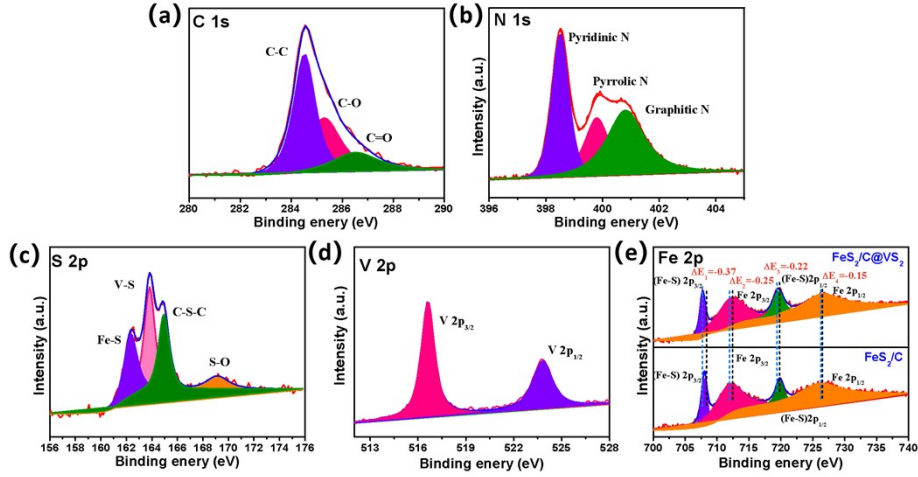 (a)
C 1s
C-C
C-O
C=O
Intensity (a.u.)
280 282 284 286 288 290
Binding enery (eV)
(b)
N 1s
Pyridinic N
Pyrrolic N
Graphitic N
Intensity (a.u.)
396 398 400 402 404
Binding enery (eV)
(c)
S 2p
V-S
Fe-S
C-S-C
S-O
Intensity (a.u.)
156 158 160 162 164 166 168 170 172 174 176
Binding enery (eV)
(d)
V 2p
V 2p3/2
V 2p1/2
Intensity (a.u.)
513 516 519 522 525 528
Binding enery (eV)
(e)
Fe 2p
FeS2/C@VS2
ΔE1=-0.37
ΔE2=-0.25
ΔE3=-0.22
ΔE4=-0.15
(Fe-S) 2p3/2
Fe 2p3/2
(Fe-S)2p1/2
Fe 2p1/2
FeS2/C
(Fe-S) 2p3/2
Fe 2p3/2
(Fe-S)2p1/2
Fe 2p1/2
Intensity (a.u.)
700 705 710 715 720 725 730 735 740
Binding enery (eV)